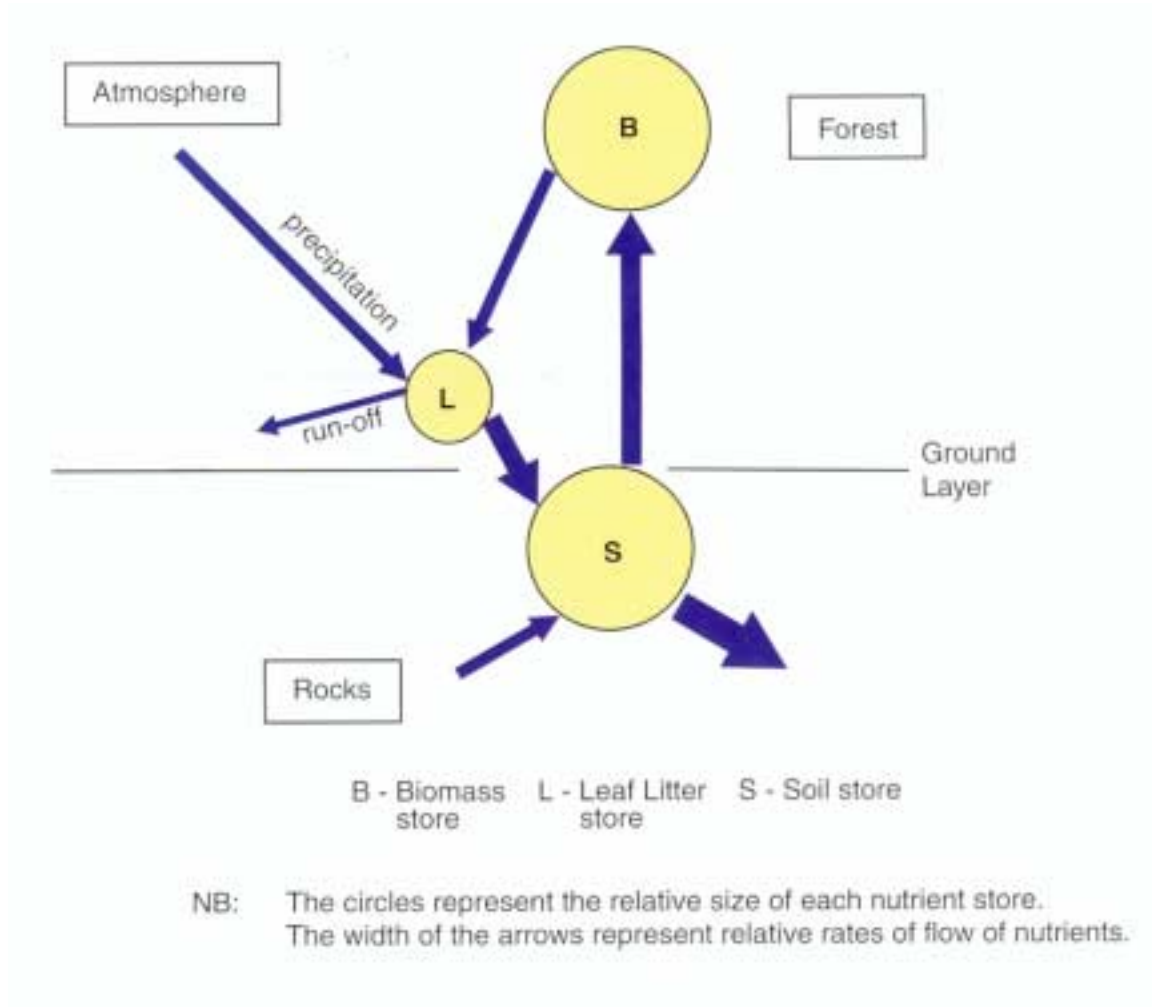 Atmosphere
Forest
B
precipitation
L
run-off
Ground
Layer
S
Rocks
B - Biomass store
L - Leaf Litter store
S - Soil store
NB: The circles represent the relative size of each nutrient store.
The width of the arrows represent relative rates of flow of nutrients.